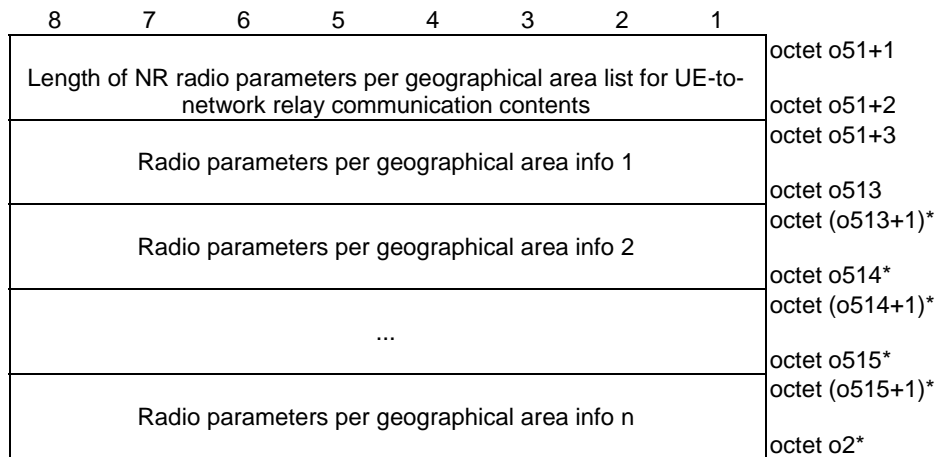 8 7 6 5 4 3 2 1
Length of NR radio parameters per geographical area list for UE-to-
network relay communication contents
octet o51+1
octet o51+2
Radio parameters per geographical area info 1
octet o51+3
octet o513
Radio parameters per geographical area info 2
octet (o513+1)*
octet o514*
...
octet (o514+1)*
octet o515*
Radio parameters per geographical area info n
octet (o515+1)*
octet o2*